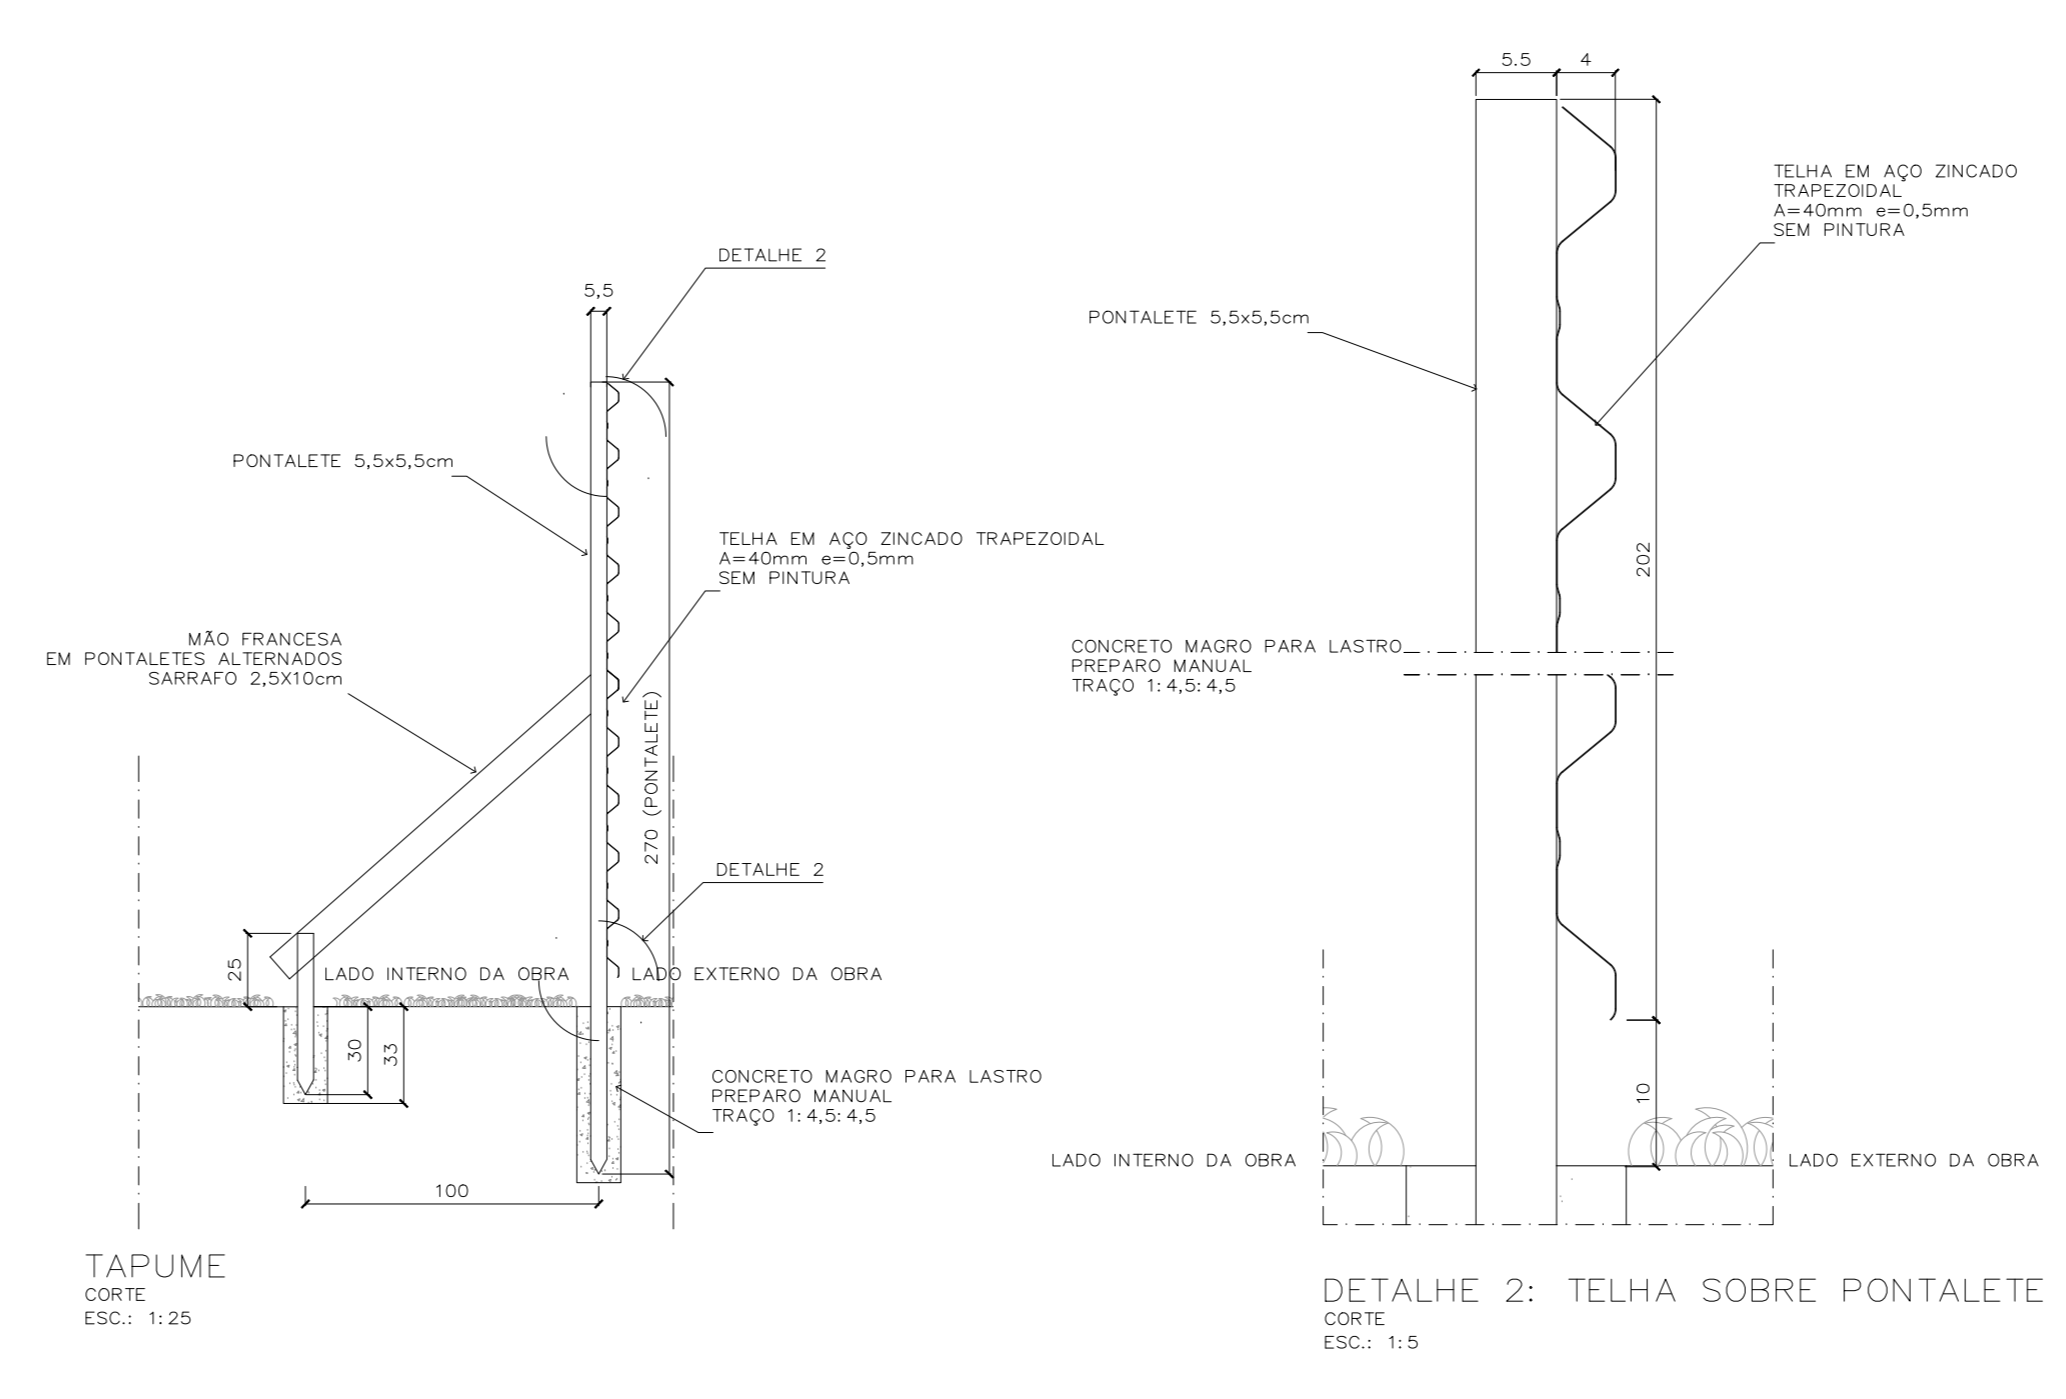 5,5
DETALHE 2
PONTALETE 5,5x5,5cm
TELHA EM AÇO ZINCADO TRAPEZOIDAL
A=40mm e=0,5mm
SEM PINTURA
MÃO FRANCESA
EM PONTALETES ALTERNADOS
SARRAFO 2,5X10cm
270 (PONTALETE)
DETALHE 2
25
LADO INTERNO DA OBRA
LADO EXTERNO DA OBRA
30
33
CONCRETO MAGRO PARA LASTRO
PREPARO MANUAL
TRAÇO 1:4,5:4,5
100
TAPUME
CORTE
ESC.: 1:25
5.5
4
TELHA EM AÇO ZINCADO
TRAPEZOIDAL
A=40mm e=0,5mm
SEM PINTURA
PONTALETE 5,5x5,5cm
202
CONCRETO MAGRO PARA LASTRO
PREPARO MANUAL
TRAÇO 1:4,5:4,5
10
LADO INTERNO DA OBRA
LADO EXTERNO DA OBRA
DETALHE 2: TELHA SOBRE PONTALETE
CORTE
ESC.: 1:5